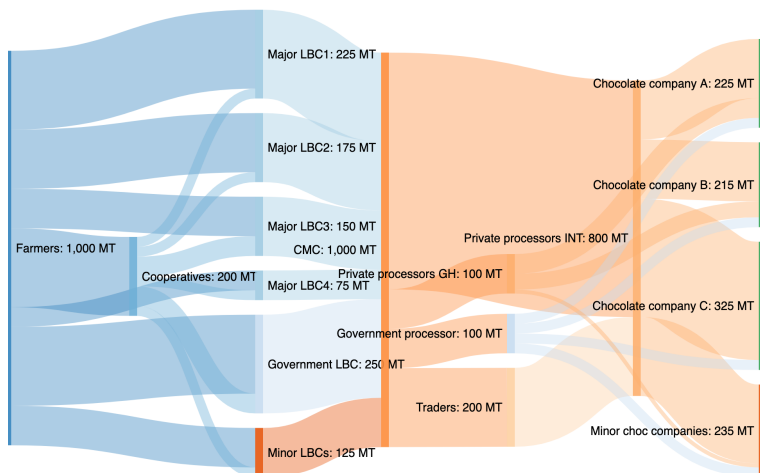 Farmers: 1,000 MT
Cooperatives: 200 MT
Major LBC1: 225 MT
Major LBC2: 175 MT
Major LBC3: 150 MT
Major LBC4: 75 MT
Government LBC: 250 MT
Minor LBCs: 125 MT
CMC: 1,000 MT
Private processors GH: 100 MT
Government processor: 100 MT
Traders: 200 MT
Private processors INT: 800 MT
Chocolate company A: 225 MT
Chocolate company B: 215 MT
Chocolate company C: 325 MT
Minor choc companies: 235 MT